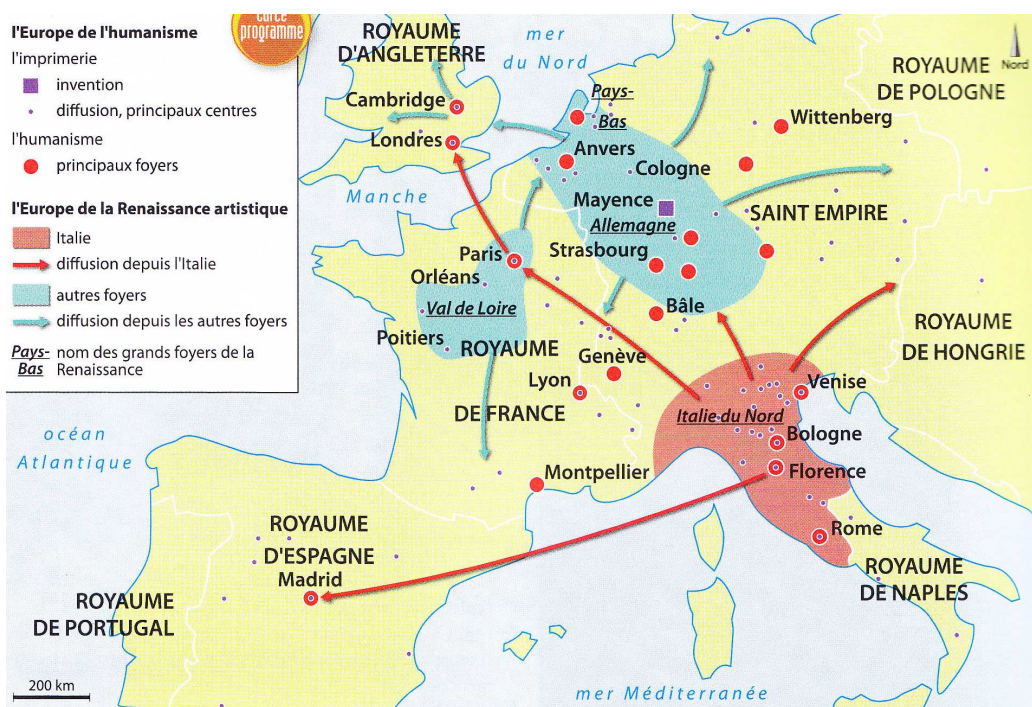 carte
programme
l'Europe de l'humanisme
l'imprimerie
invention
diffusion, principaux centres
l'humanisme
principaux foyers
l'Europe de la Renaissance artistique
Italie
diffusion depuis l'Italie
autres foyers
diffusion depuis les autres foyers
Pays-
Bas
nom des grands foyers de la
Renaissance
ROYAUME
D'ANGLETERRE
mer
du Nord
Nord
ROYAUME
DE POLOGNE
Cambridge
Pays-
Bas
Wittenberg
Londres
Anvers
Cologne
Manche
Mayence
Allemagne
SAINT EMPIRE
Strasbourg
Paris
Orléans
Val de Loire
Bâle
Poitiers
ROYAUME
DE FRANCE
Genève
ROYAUME
DE HONGRIE
Lyon
Venise
Italie du Nord
océan
Atlantique
Bologne
Montpellier
Florence
ROYAUME
D'ESPAGNE
Madrid
Rome
ROYAUME
DE PORTUGAL
ROYAUME
DE NAPLES
200 km
mer Méditerranée